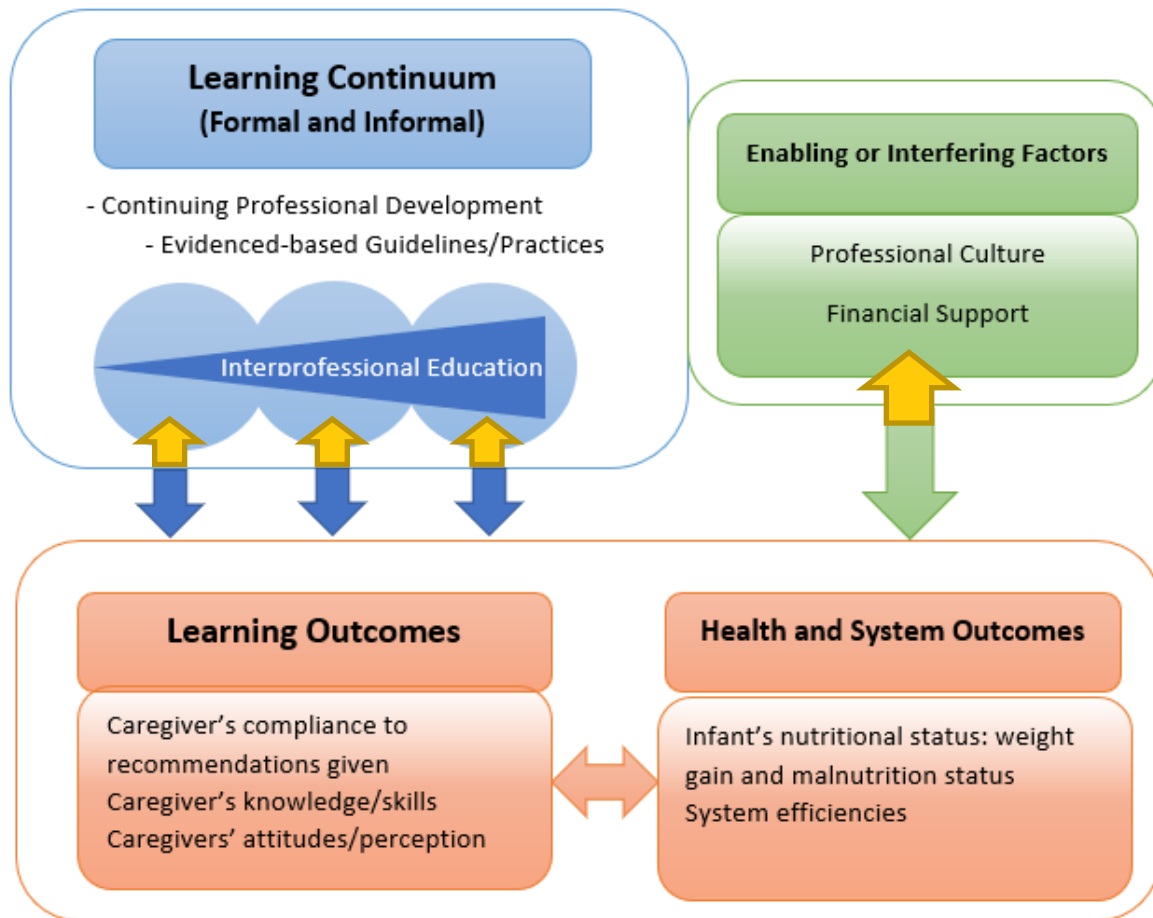 Learning Continuum
(Formal and Informal)
- Continuing Professional Development
- Evidenced-based Guidelines/Practices
Interprofessional Education
Enabling or Interfering Factors
Professional Culture
Financial Support
Learning Outcomes
Caregiver’s compliance to
recommendations given
Caregiver’s knowledge/skills
Caregivers’ attitudes/perception
Health and System Outcomes
Infant’s nutritional status: weight
gain and malnutrition status
System efficiencies